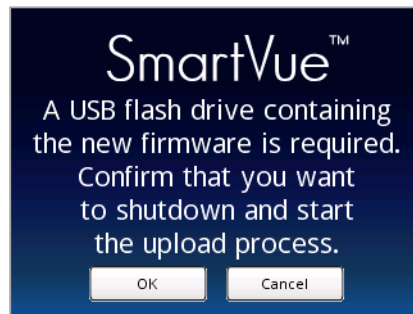 SmartVue™
A USB flash drive containing
the new firmware is required.
Confirm that you want
to shutdown and start
the upload process.
OK Cancel